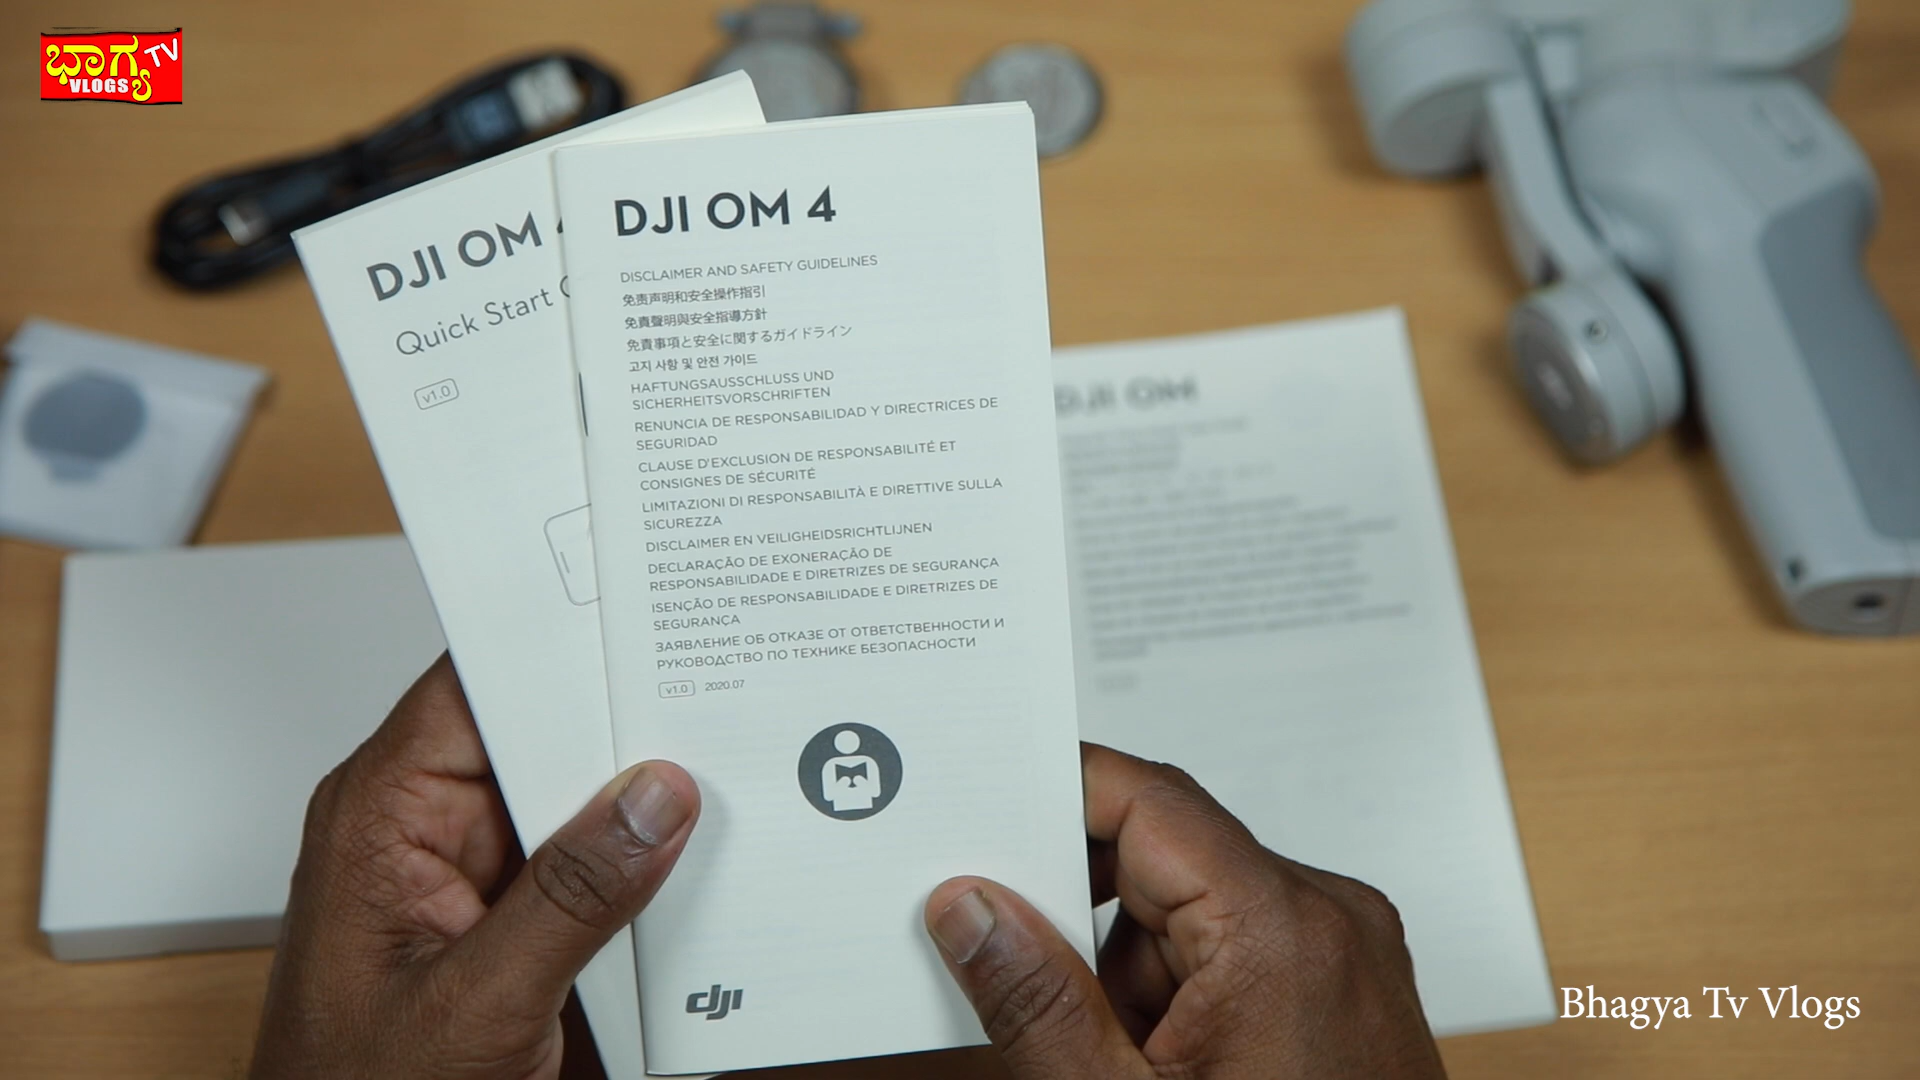 ಭಾಗ್ಯ TV
VLOGS
DJI OM
Quick Start
v1.0
DJI OM 4
DISCLAIMER AND SAFETY GUIDELINES
免责声明和安全操作指引
免責聲明與安全指導方針
免責事項と安全に関するガイドライン
고지 사항 및 안전 가이드
HAFTUNGSAUSSCHLUSS UND
SICHERHEITSVORSCHRIFTEN
RENUNCIA DE RESPONSABILIDAD Y DIRECTRICES DE
SEGURIDAD
CLAUSE D'EXCLUSION DE RESPONSABILITÉ ET
CONSIGNES DE SÉCURITÉ
LIMITAZIONI DI RESPONSABILITÀ E DIRETTIVE SULLA
SICUREZZA
DISCLAIMER EN VEILIGHEIDSRICHTLIJNEN
DECLARAÇÃO DE EXONERAÇÃO DE
RESPONSABILIDADE E DIRETRIZES DE SEGURANÇA
ISENÇÃO DE RESPONSABILIDADE E DIRETRIZES DE
SEGURANÇA
ЗАЯВЛЕНИЕ ОБ ОТКАЗЕ ОТ ОТВЕТСТВЕННОСТИ И
РУКОВОДСТВО ПО ТЕХНИКЕ БЕЗОПАСНОСТИ
v1.0 2020.07
dji
DJI OM
Bhagya Tv Vlogs